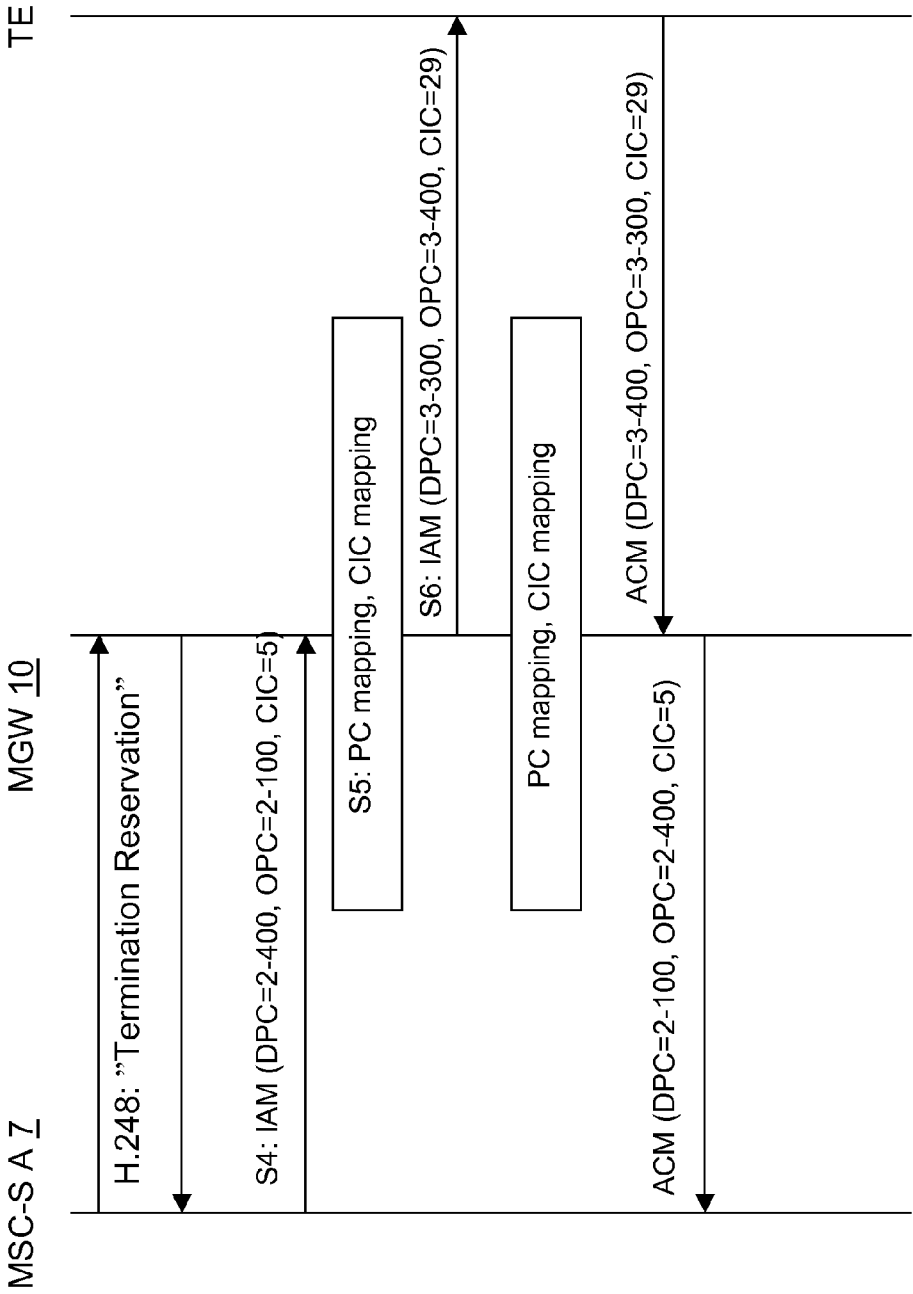 MSC-S A 7
MGW 10
TE
H.248: ”Termination Reservation”
S4: IAM (DPC=2-400, OPC=2-100, CIC=5)
S5: PC mapping, CIC mapping
S6: IAM (DPC=3-300, OPC=3-400, CIC=29)
PC mapping, CIC mapping
ACM (DPC=3-400, OPC=3-300, CIC=29)
ACM (DPC=2-100, OPC=2-400, CIC=5)